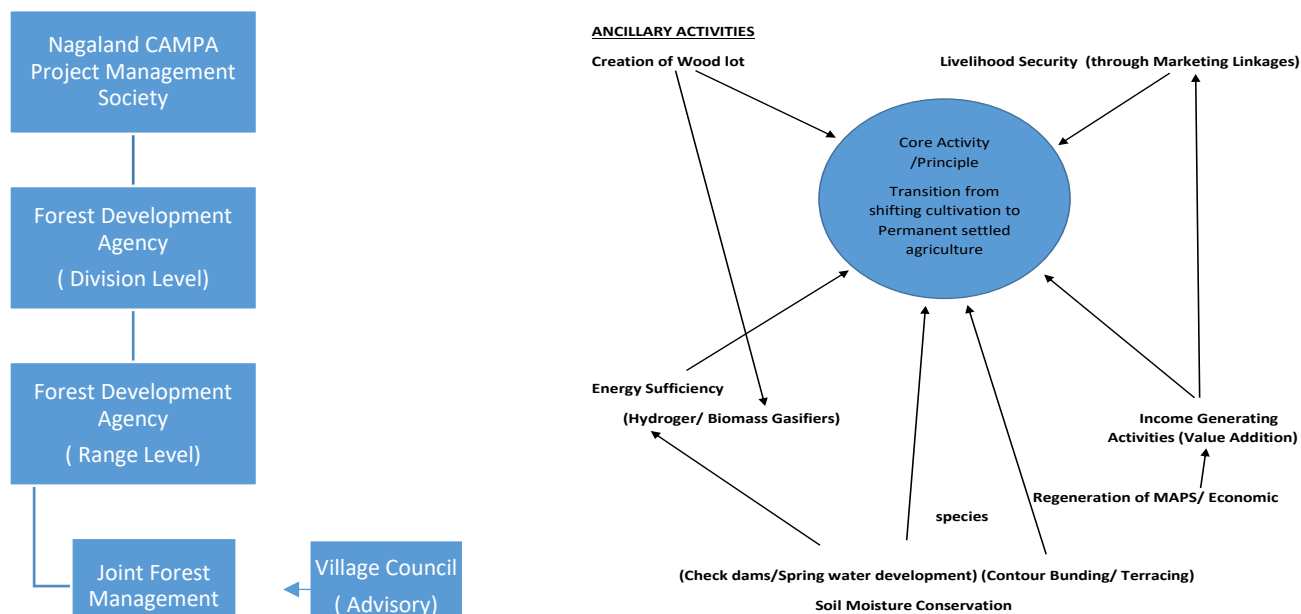 Nagaland CAMPA
Project Management
Society
Forest Development
Agency
( Division Level)
Forest Development
Agency
( Range Level)
Joint Forest
Management
Village Council
( Advisory)
ANCILLARY ACTIVITIES
Creation of Wood lot
Livelihood Security (through Marketing Linkages)
Core Activity
/Principle
Transition from
shifting cultivation to
Permanent settled
agriculture
Energy Sufficiency
(Hydroger/ Biomass Gasifiers)
Income Generating
Activities (Value Addition)
Regeneration of MAPS/ Economic
species
(Check dams/Spring water development) (Contour Bunding/ Terracing)
Soil Moisture Conservation